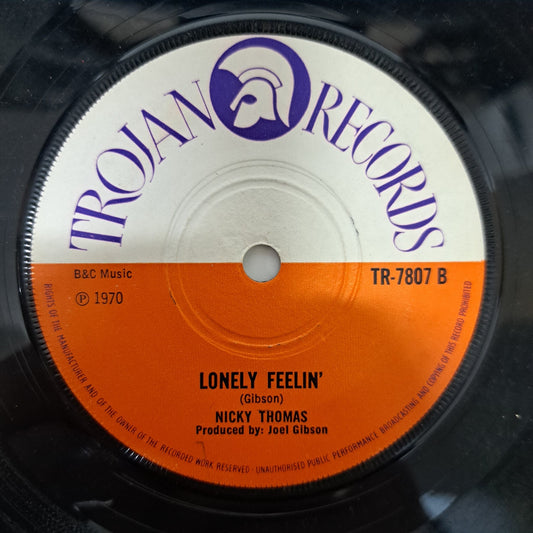 TROJAN RECORDS
B&C Music
TR-7807 B
℗ 1970
LONELY FEELIN'
(Gibson)
NICKY THOMAS
Produced by: Joel Gibson
RIGHTS OF THE MANUFACTURER AND OF THE OWNER OF THE RECORDED WORK RESERVED · UNAUTHORISED PUBLIC PERFORMANCE BROADCASTING AND COPYING OF THIS RECORD PROHIBITED